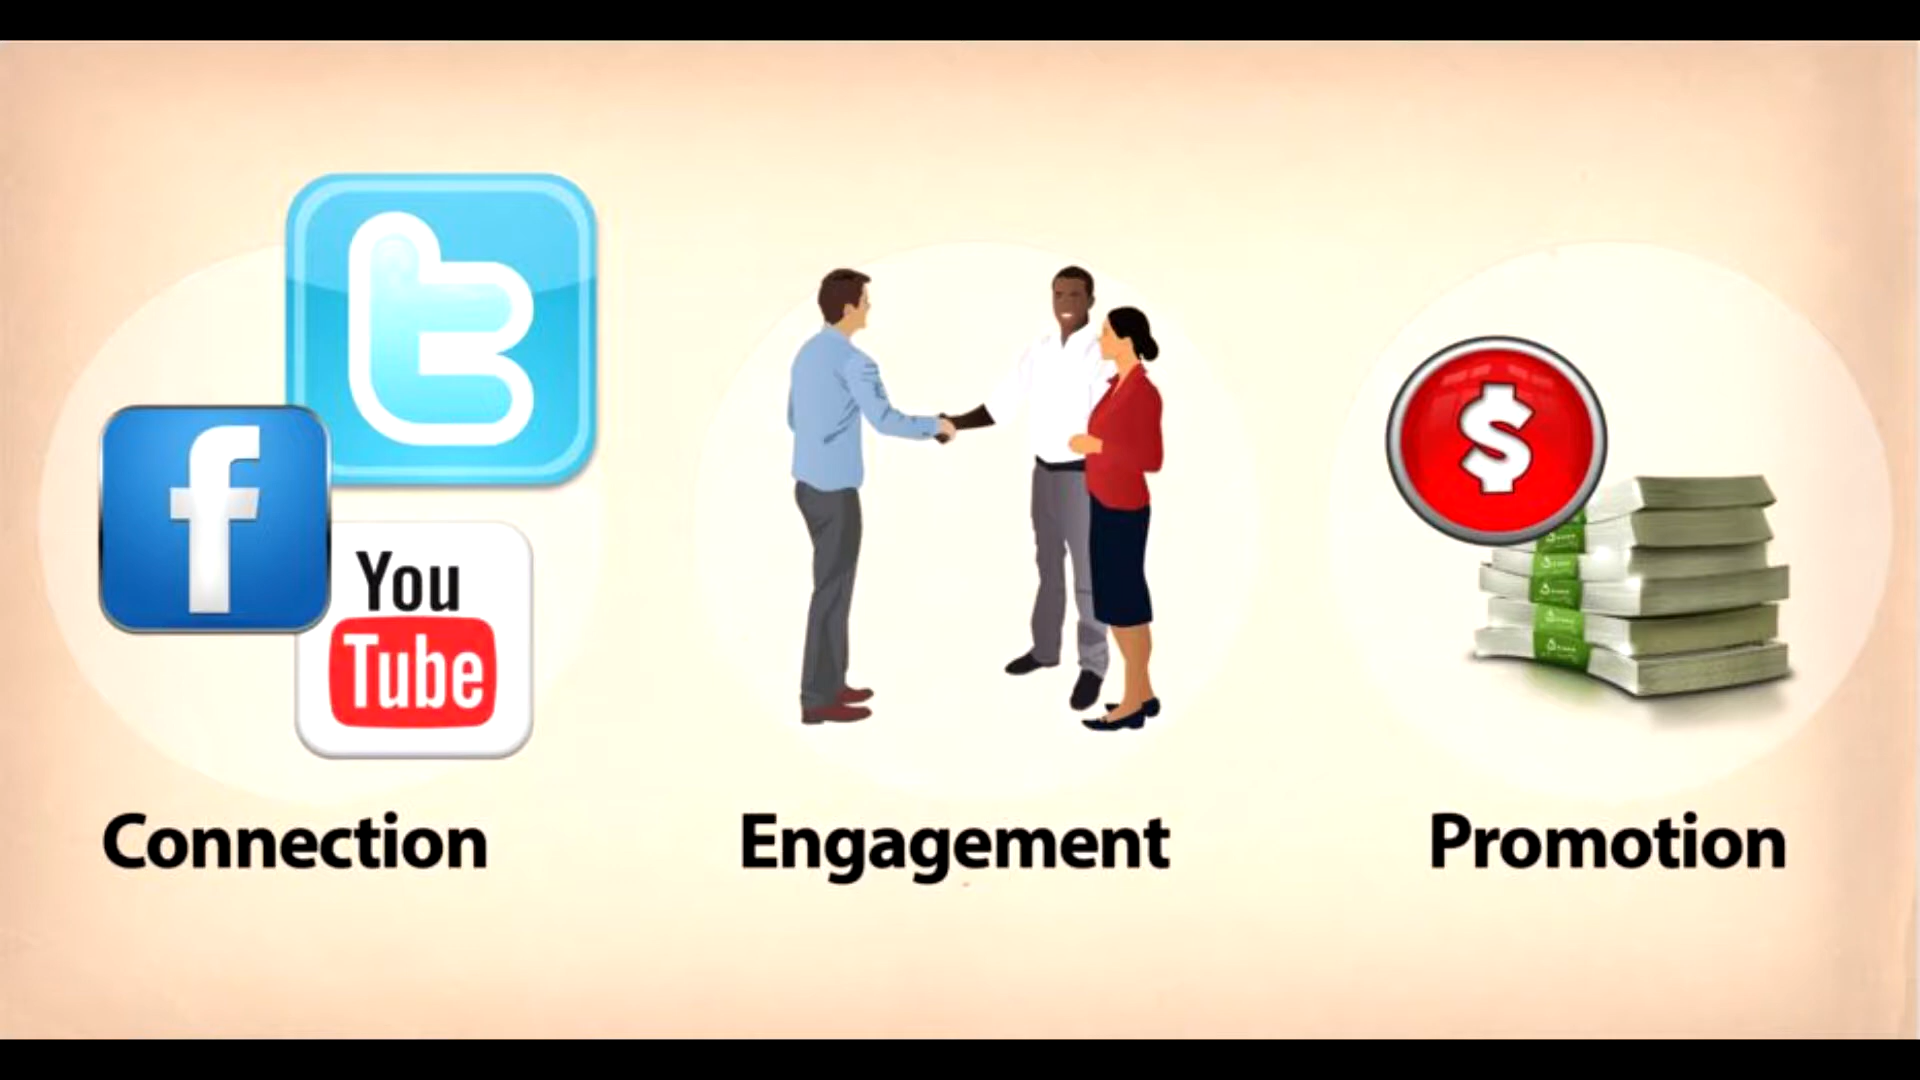 t
f
You
Tube
$
Connection
Engagement
Promotion